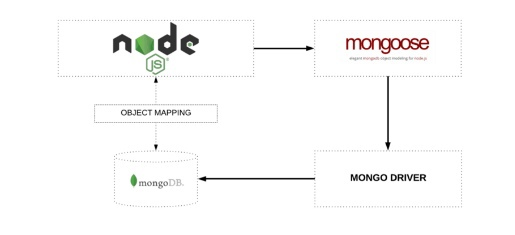 node
JS®
mongoose
elegant mongodb object modeling for node.js
OBJECT MAPPING
mongoDB.
MONGO DRIVER